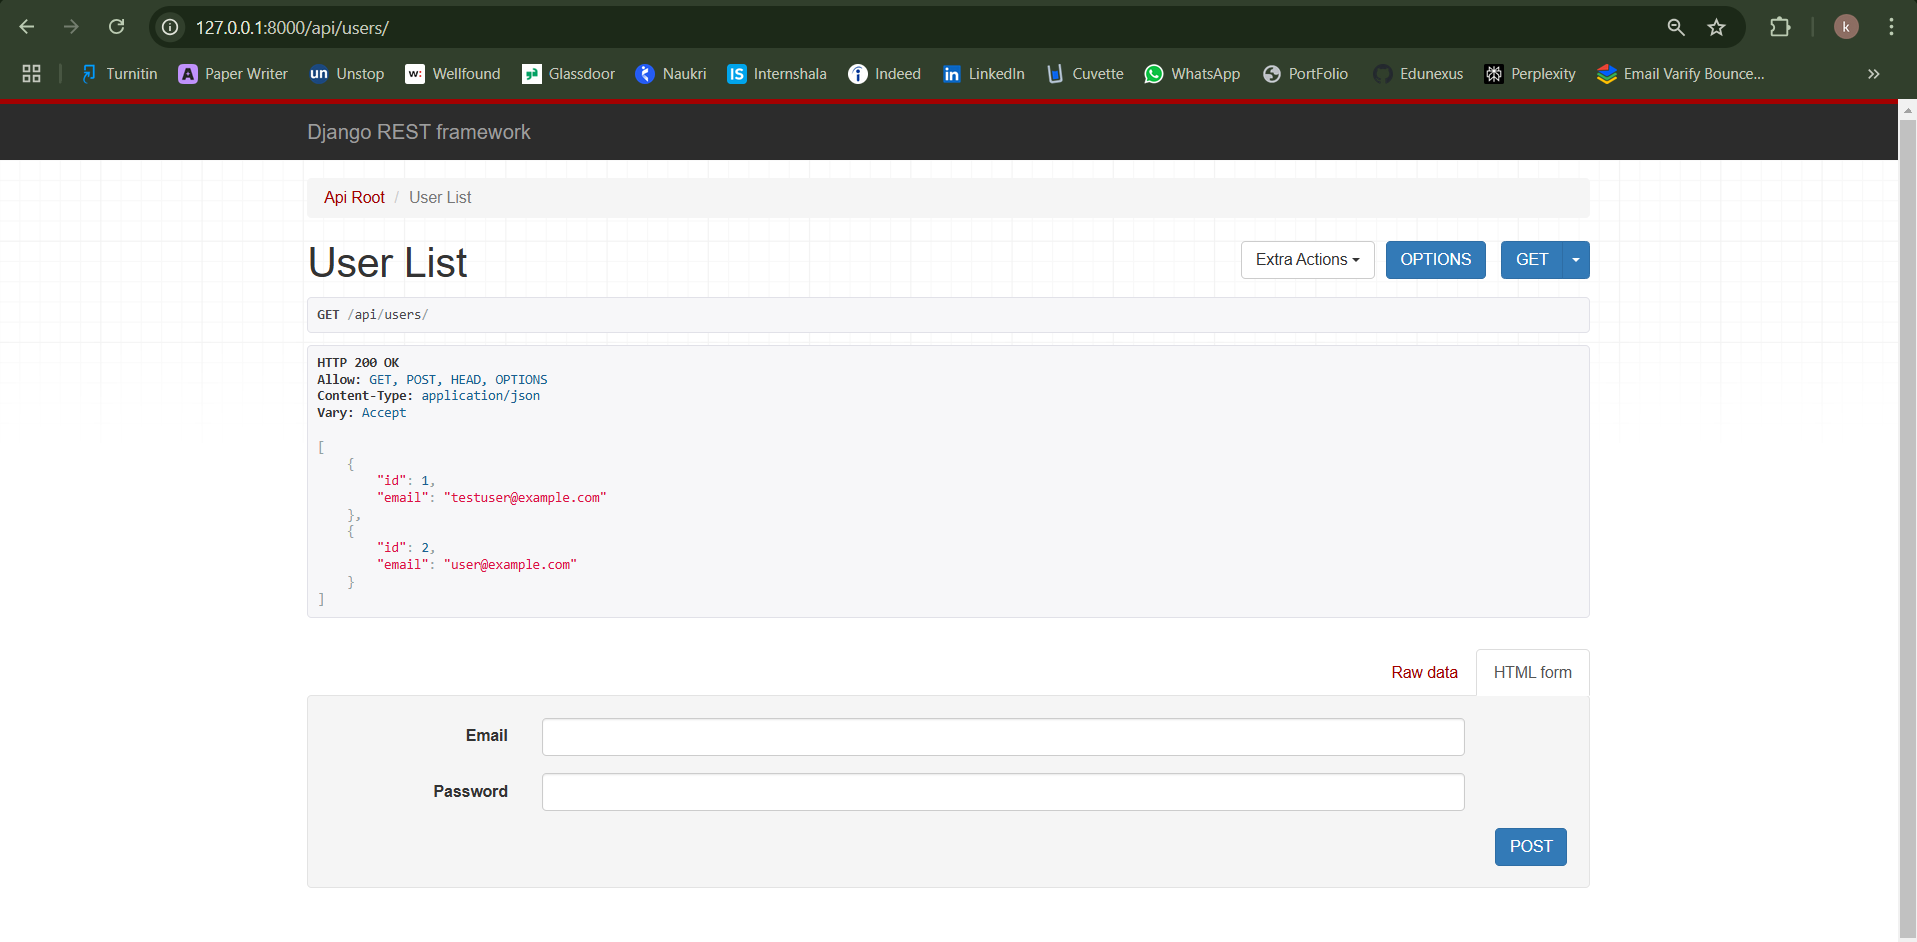 127.0.0.1:8000/api/users/
k
Turnitin
A Paper Writer
un Unstop
w: Wellfound
Glassdoor
Naukri
IS Internshala
Indeed
in LinkedIn
Cuvette
WhatsApp
PortFolio
Edunexus
Perplexity
Email Varify Bounce...
Django REST framework
Api Root / User List
User List
Extra Actions
OPTIONS
GET
GET /api/users/
HTTP 200 OK
Allow: GET, POST, HEAD, OPTIONS
Content-Type: application/json
Vary: Accept
[
    {
        "id": 1,
        "email": "testuser@example.com"
    },
    {
        "id": 2,
        "email": "user@example.com"
    }
]
Raw data
HTML form
Email
Password
POST